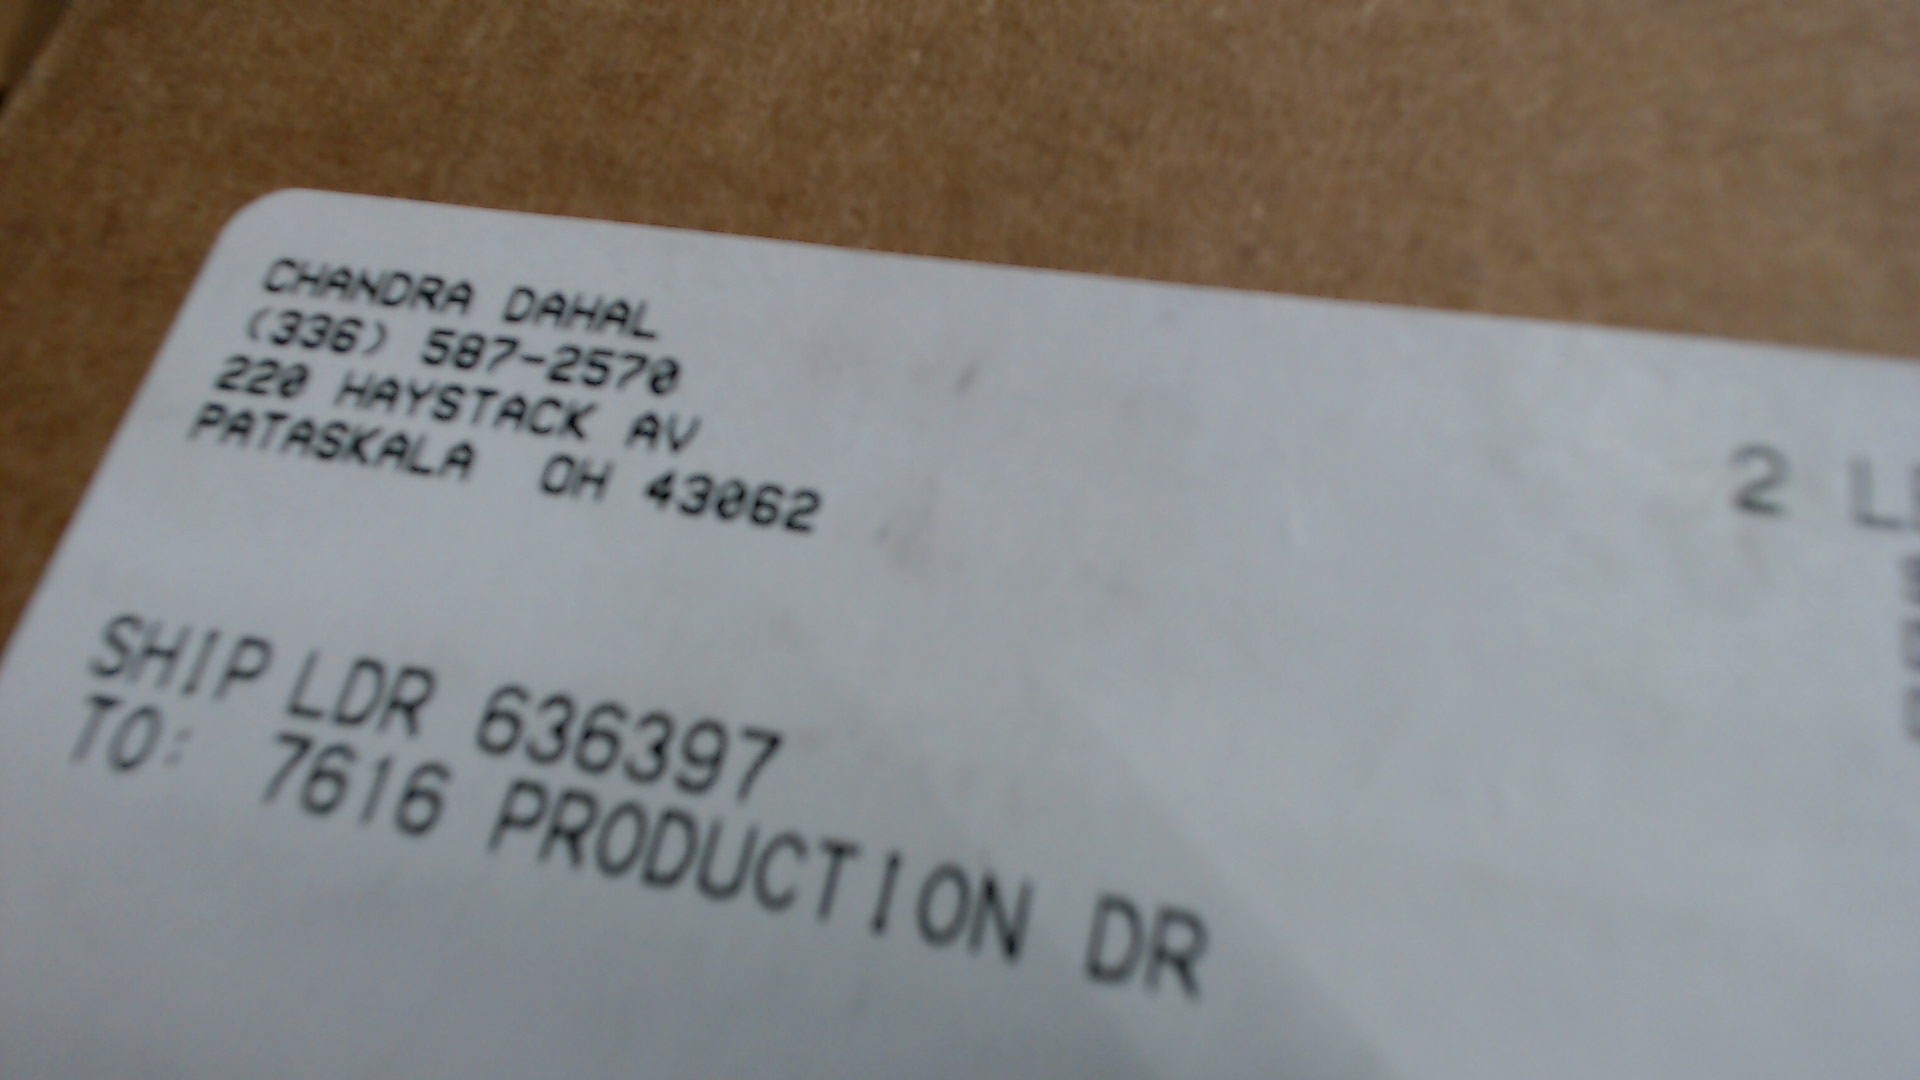 CHANDRA DAHAL
(336) 587-2570
220 HAYSTACK AV
PATASKALA OH 43062
2
SHIP LDR 636397
TO: 7616 PRODUCTION DR